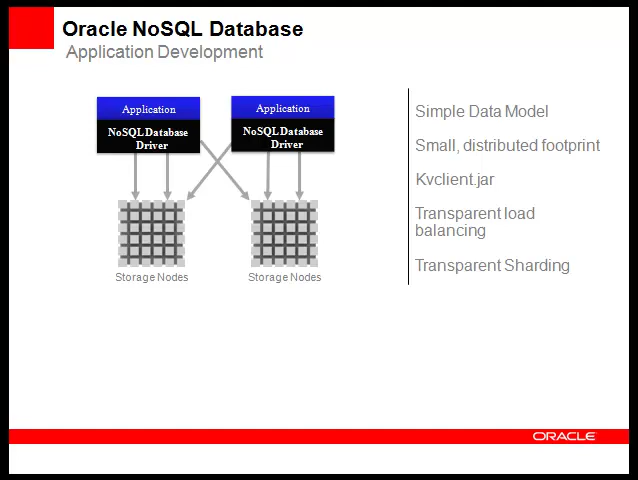 Oracle NoSQL Database
Application Development
Application
NoSQL Database
Driver
Application
NoSQL Database
Driver
Storage Nodes
Storage Nodes
Simple Data Model
Small, distributed footprint
Kvclient.jar
Transparent load
balancing
Transparent Sharding
ORACLE